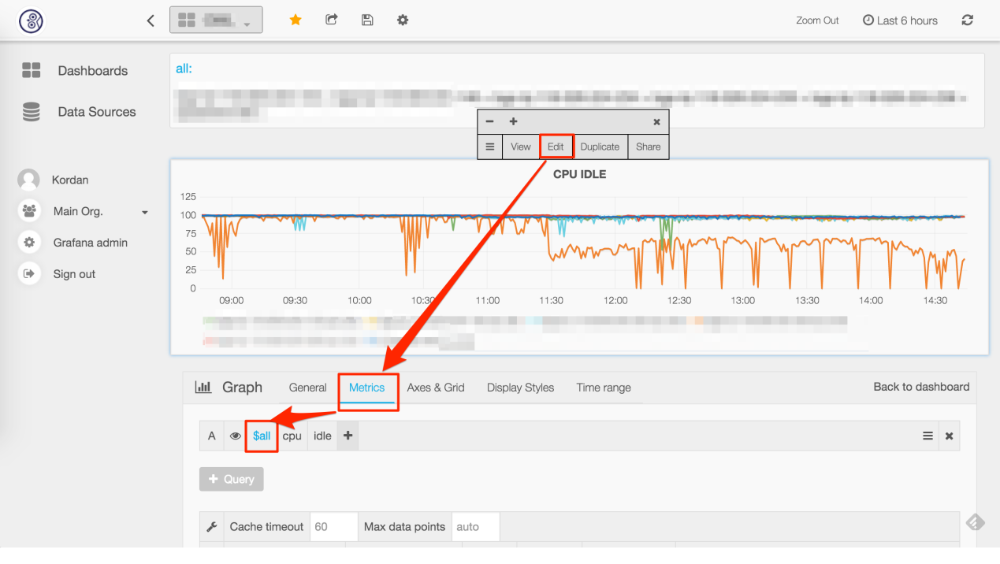 Zoom Out Last 6 hours
Dashboards
Data Sources
Kordan
Main Org.
Grafana admin
Sign out
all:
View Edit Duplicate Share
CPU IDLE
125
100
75
50
25
0
09:00 09:30 10:00 10:30 11:00 11:30 12:00 12:30 13:00 13:30 14:00 14:30
Graph General Metrics Axes & Grid Display Styles Time range Back to dashboard
A $all cpu idle
+ Query
Cache timeout 60 Max data points auto